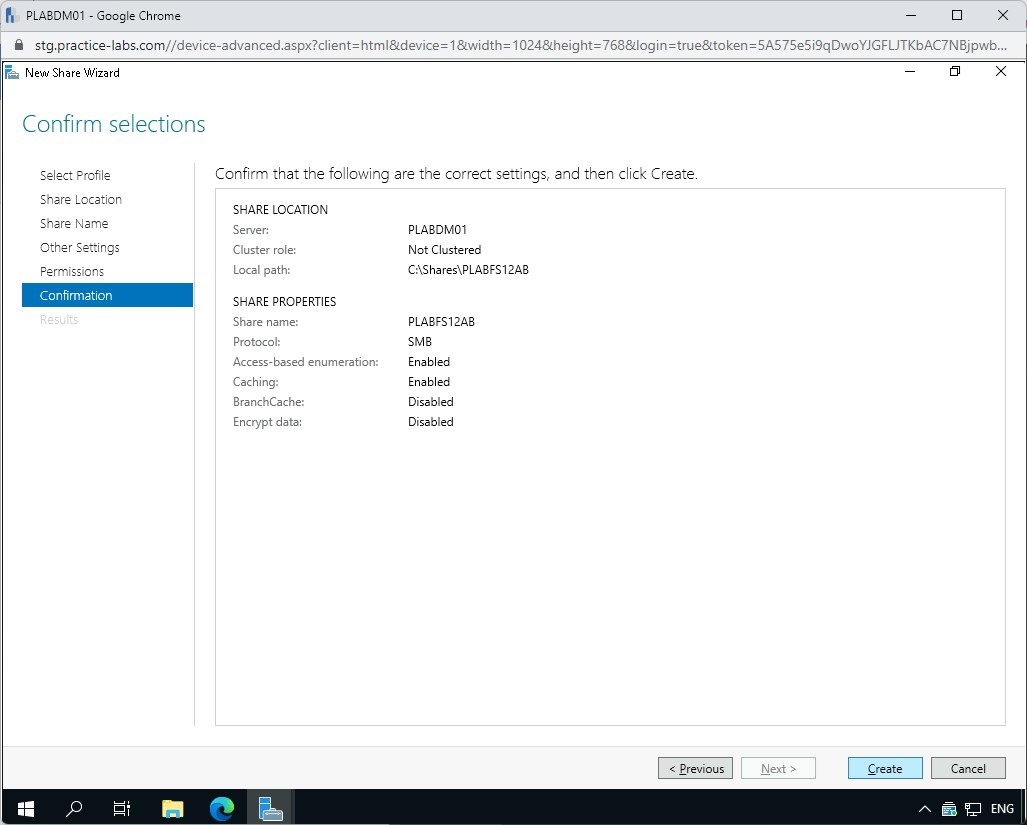 PLABDM01 - Google Chrome
stg.practice-labs.com//device-advanced.aspx?client=html&device=1&width=1024&height=768&login=true&token=5A575e5i9qDwoYJGFLJTKbAC7NBjpwb...
New Share Wizard
Confirm selections
Select Profile
Share Location
Share Name
Other Settings
Permissions
Confirmation
Results
Confirm that the following are the correct settings, and then click Create.
SHARE LOCATION
Server: PLABDM01
Cluster role: Not Clustered
Local path: C:\Shares\PLABFS12AB
SHARE PROPERTIES
Share name: PLABFS12AB
Protocol: SMB
Access-based enumeration: Enabled
Caching: Enabled
BranchCache: Disabled
Encrypt data: Disabled
< Previous Next > Create Cancel
ENG